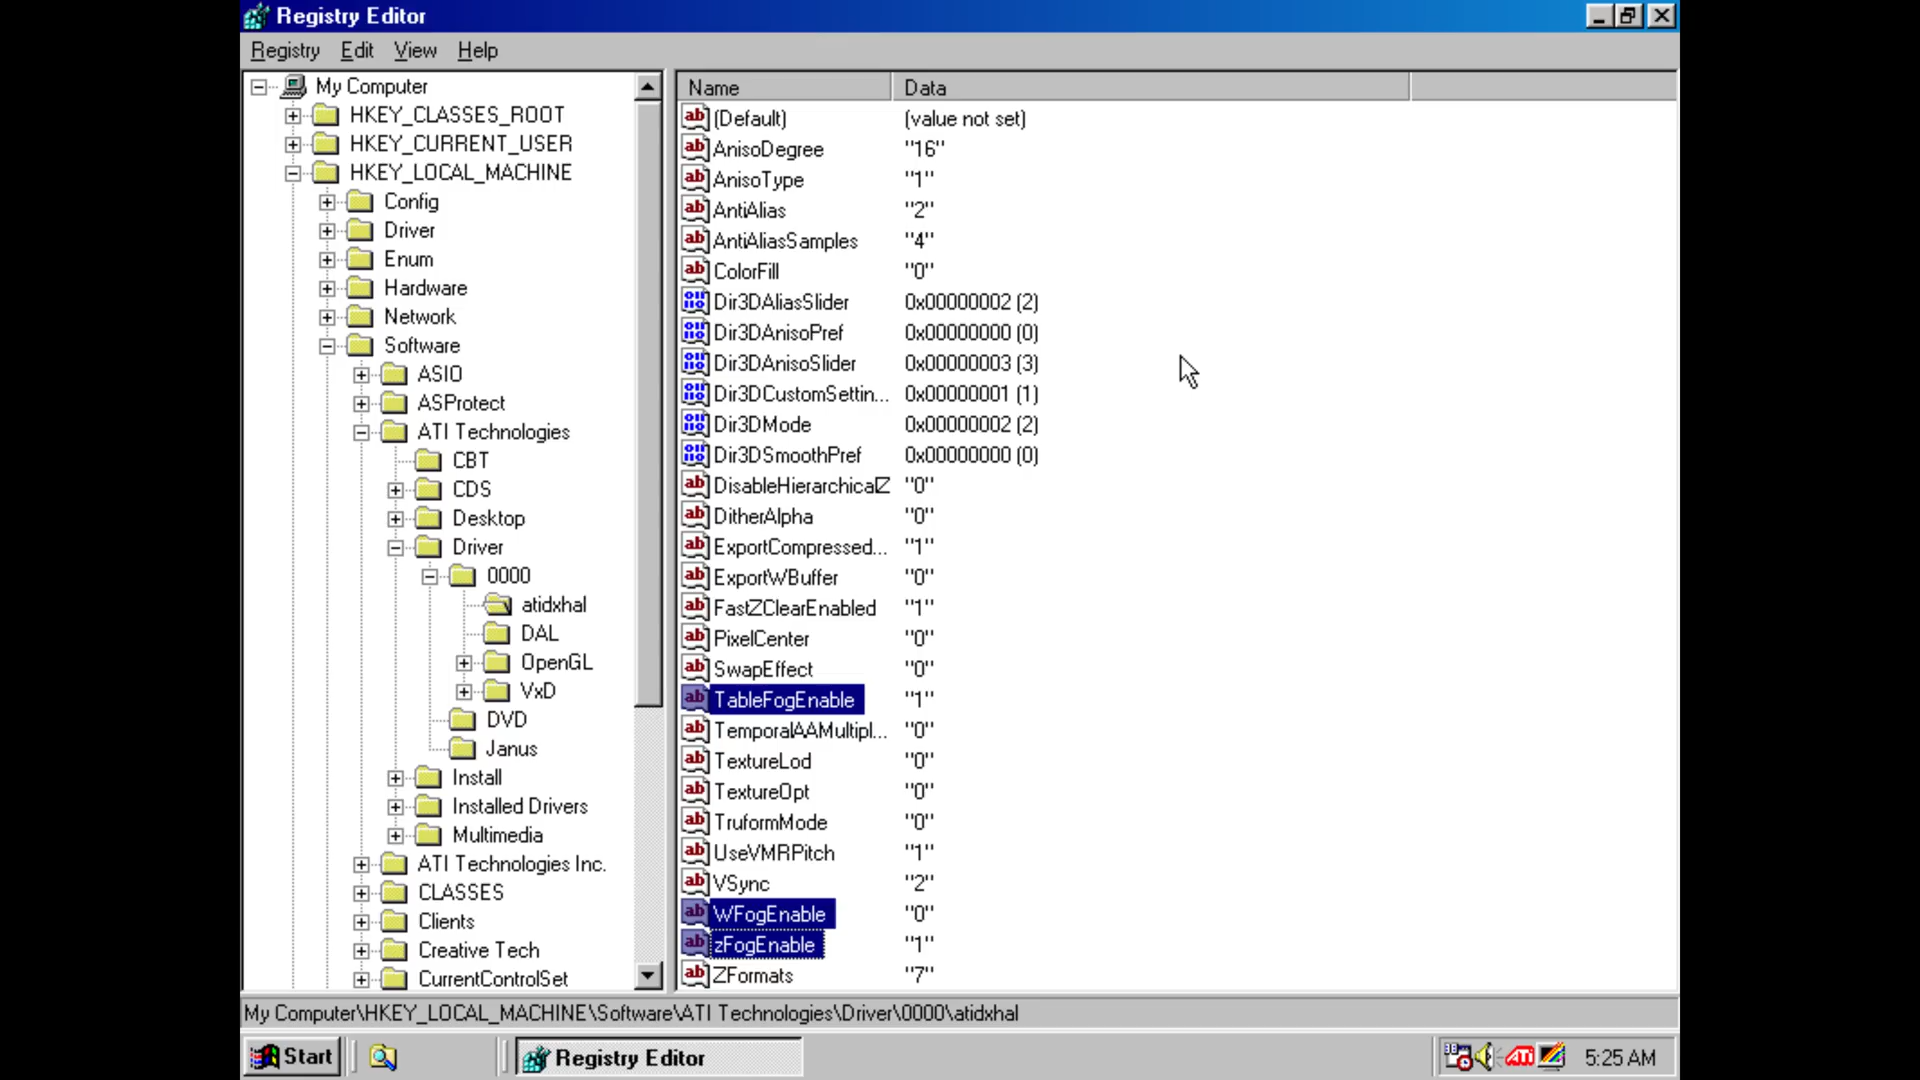 Registry Editor
Registry Edit View Help
My Computer
HKEY_CLASSES_ROOT
HKEY_CURRENT_USER
HKEY_LOCAL_MACHINE
Config
Driver
Enum
Hardware
Network
Software
ASIO
ASProtect
ATI Technologies
CBT
CDS
Desktop
Driver
0000
atidxhal
DAL
OpenGL
VxD
DVD
Janus
Install
Installed Drivers
Multimedia
ATI Technologies Inc.
CLASSES
Clients
Creative Tech
CurrentControlSet
Name Data
(Default) (value not set)
AnisoDegree "16"
AnisoType "1"
AntiAlias "2"
AntiAliasSamples "4"
ColorFill "0"
Dir3DAliasSlider 0x00000002 (2)
Dir3DAnisoPref 0x00000000 (0)
Dir3DAnisoSlider 0x00000003 (3)
Dir3DCustomSettin... 0x00000001 (1)
Dir3DMode 0x00000002 (2)
Dir3DSmoothPref 0x00000000 (0)
DisableHierarchicalZ "0"
DitherAlpha "0"
ExportCompressed... "1"
ExportWBuffer "0"
FastZClearEnabled "1"
PixelCenter "0"
SwapEffect "0"
TableFogEnable "1"
TemporalAAMultipl... "0"
TextureLod "0"
TextureOpt "0"
TruformMode "0"
UseVMRPitch "1"
VSync "2"
WFogEnable "0"
zFogEnable "1"
ZFormats "7"
My Computer\HKEY_LOCAL_MACHINE\Software\ATI Technologies\Driver\0000\atidxhal
Start Registry Editor ATI 5:25 AM